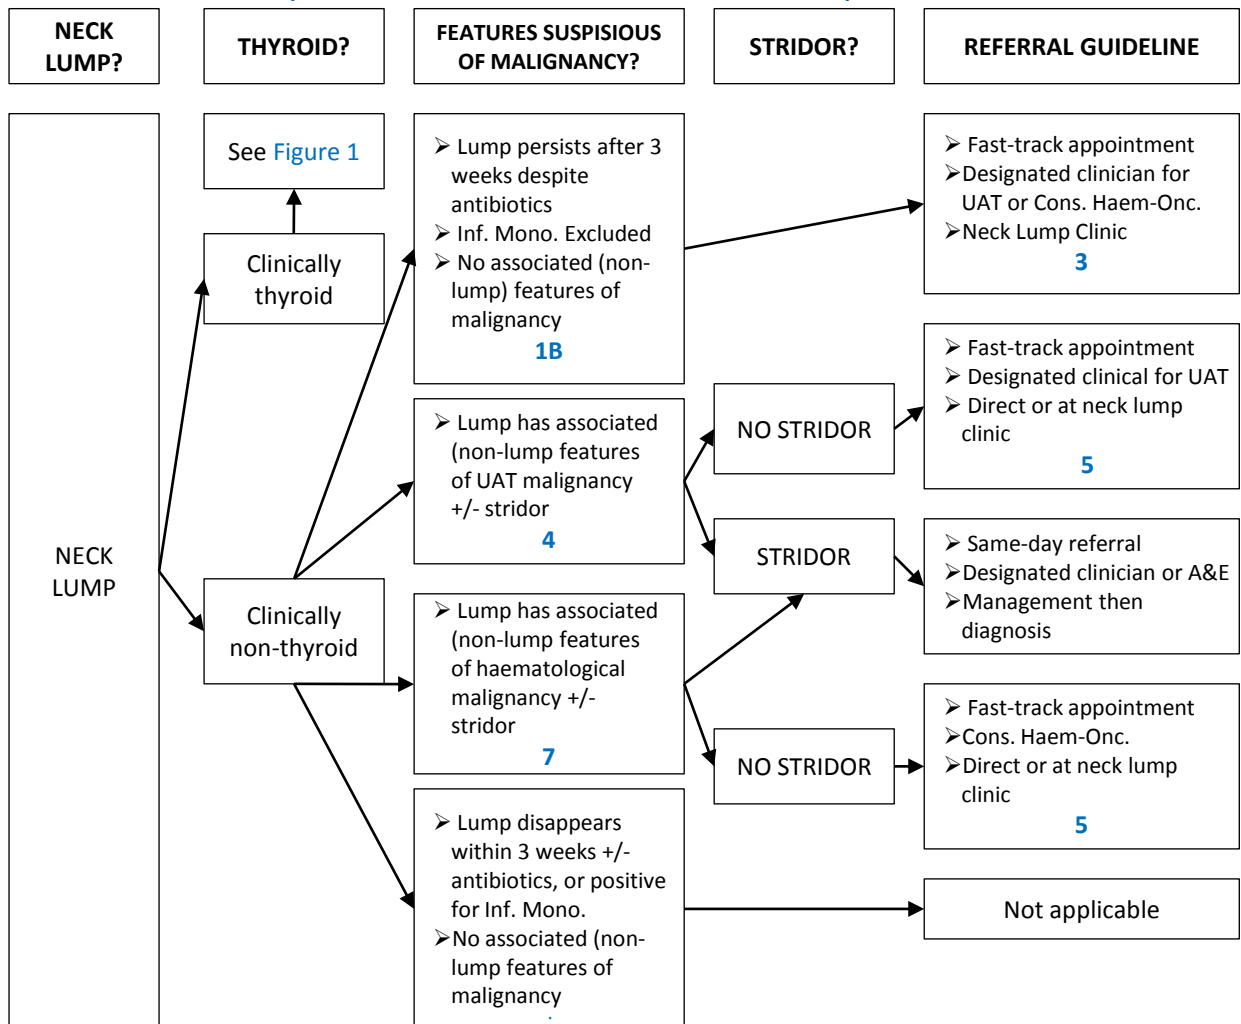 NECK
LUMP?
THYROID?
FEATURES SUSPISIOUS
OF MALIGNANCY?
STRIDOR?
REFERRAL GUIDELINE
NECK
LUMP
See Figure 1
Clinically
thyroid
Clinically
non-thyroid
➢ Lump persists after 3
weeks despite
antibiotics
➢ Inf. Mono. Excluded
➢ No associated (non-
lump) features of
malignancy
1B
➢ Lump has associated
(non-lump features
of UAT malignancy
+/- stridor
4
➢ Lump has associated
(non-lump features
of haematological
malignancy +/-
stridor
7
➢ Lump disappears
within 3 weeks +/-
antibiotics, or positive
for Inf. Mono.
➢No associated (non-
lump features of
malignancy
NO STRIDOR
STRIDOR
NO STRIDOR
➢ Fast-track appointment
➢Designated clinician for
UAT or Cons. Haem-Onc.
➢Neck Lump Clinic
3
➢ Fast-track appointment
➢ Designated clinical for UAT
➢ Direct or at neck lump
clinic
5
➢ Same-day referral
➢Designated clinician or A&E
➢Management then
diagnosis
➢ Fast-track appointment
➢Cons. Haem-Onc.
➢Direct or at neck lump
clinic
5
Not applicable